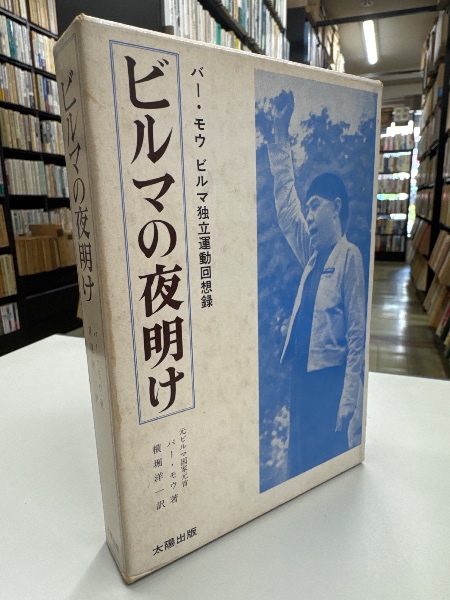 バー・モウ ビルマ独立運動回想録
ビルマの夜明け
元ビルマ国家元首
バー・モウ著
横堀洋一訳
太陽出版
ビルマの夜明け